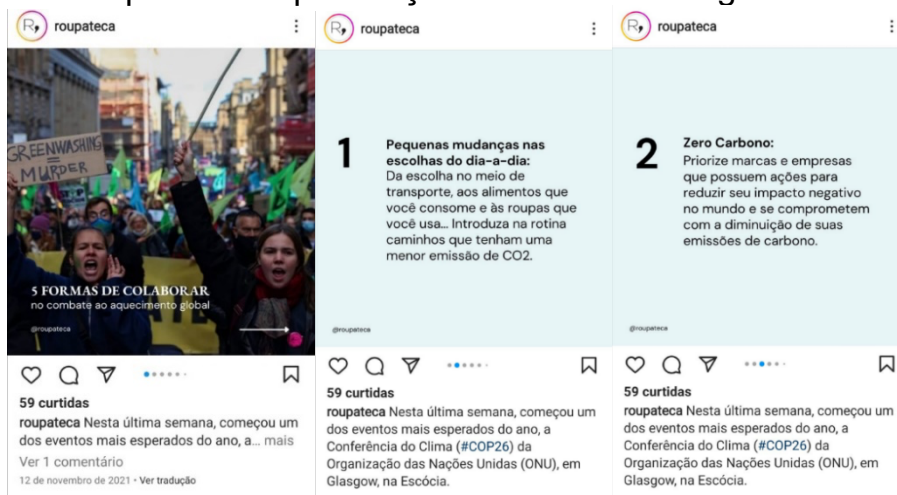 roupateca
GREENWASHING
=
MURDER
5 FORMAS DE COLABORAR
no combate ao aquecimento global
@roupateca
59 curtidas
roupateca Nesta última semana, começou um
dos eventos mais esperados do ano, a... mais
Ver 1 comentário
12 de novembro de 2021 • Ver tradução
roupateca
1
Pequenas mudanças nas
escolhas do dia-a-dia:
Da escolha no meio de
transporte, aos alimentos que
você consome e às roupas que
você usa... Introduza na rotina
caminhos que tenham uma
menor emissão de CO2.
@roupateca
59 curtidas
roupateca Nesta última semana, começou um
dos eventos mais esperados do ano, a
Conferência do Clima (#COP26) da
Organização das Nações Unidas (ONU), em
Glasgow, na Escócia.
roupateca
2
Zero Carbono:
Priorize marcas e empresas
que possuem ações para
reduzir seu impacto negativo
no mundo e se comprometem
com a diminuição de suas
emissões de carbono.
@roupateca
59 curtidas
roupateca Nesta última semana, começou um
dos eventos mais esperados do ano, a
Conferência do Clima (#COP26) da
Organização das Nações Unidas (ONU), em
Glasgow, na Escócia.